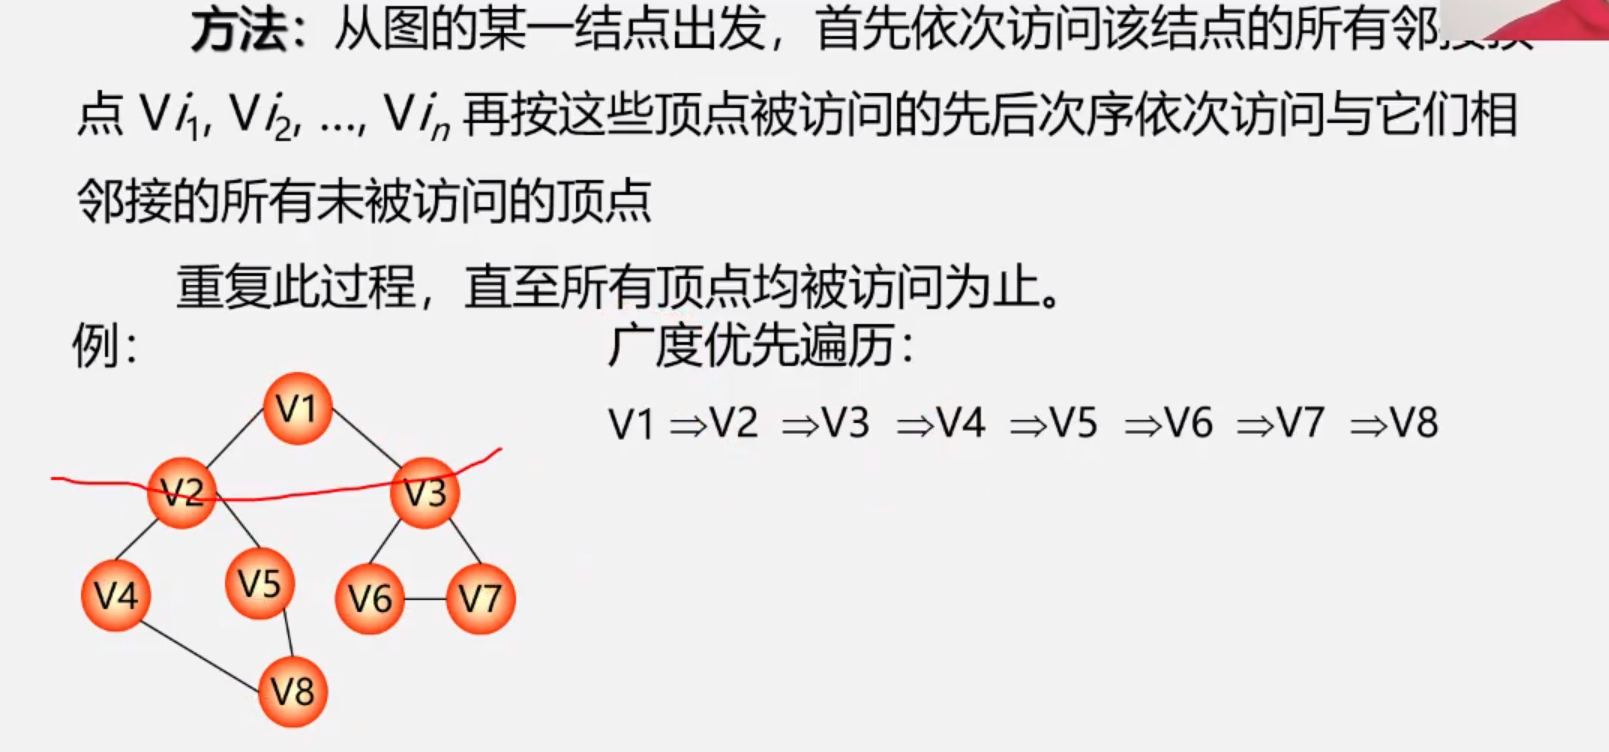 方法：从图的某一结点出发，首先依次访问该结点的所有邻接顶
点 Vi₁, Vi₂, …, Viₙ 再按这些顶点被访问的先后次序依次访问与它们相
邻接的所有未被访问的顶点
重复此过程，直至所有顶点均被访问为止。
例：
广度优先遍历：
V1 ⇒V2 ⇒V3 ⇒V4 ⇒V5 ⇒V6 ⇒V7 ⇒V8
V1
V2
V3
V4
V5
V6
V7
V8